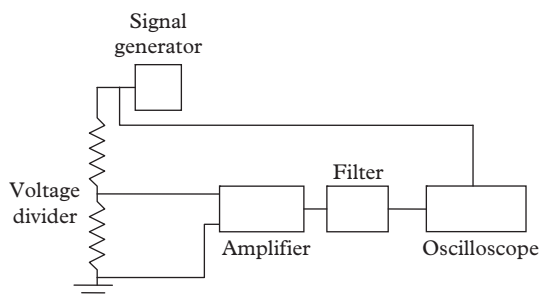 Signal
generator
Voltage
divider
Filter
Amplifier
Oscilloscope